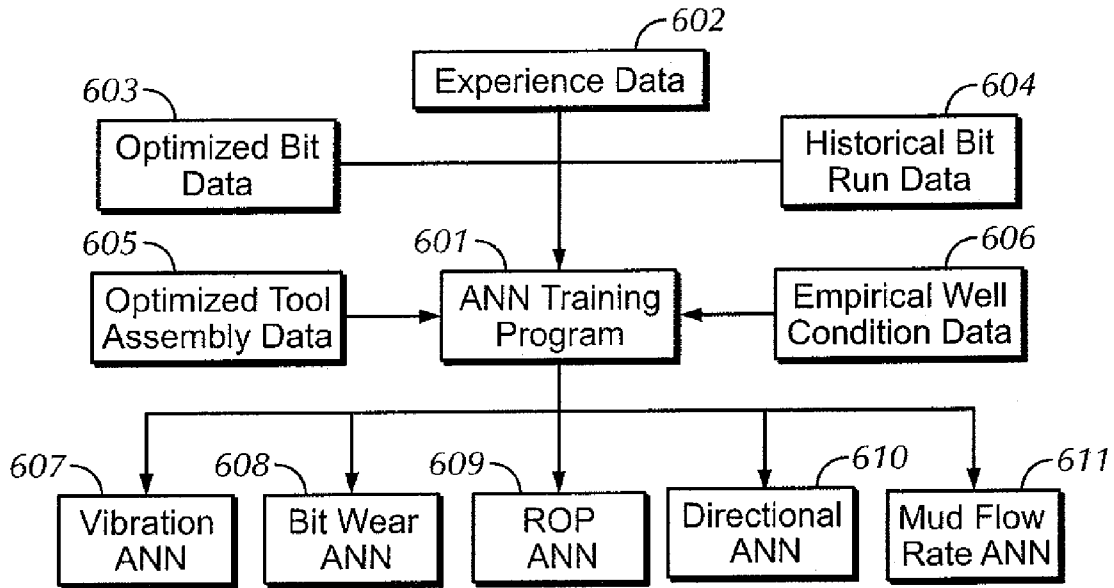 602
Experience Data
603
Optimized Bit
Data
604
Historical Bit
Run Data
605
Optimized Tool
Assembly Data
601
ANN Training
Program
606
Empirical Well
Condition Data
607
Vibration
ANN
608
Bit Wear
ANN
609
ROP
ANN
610
Directional
ANN
611
Mud Flow
Rate ANN